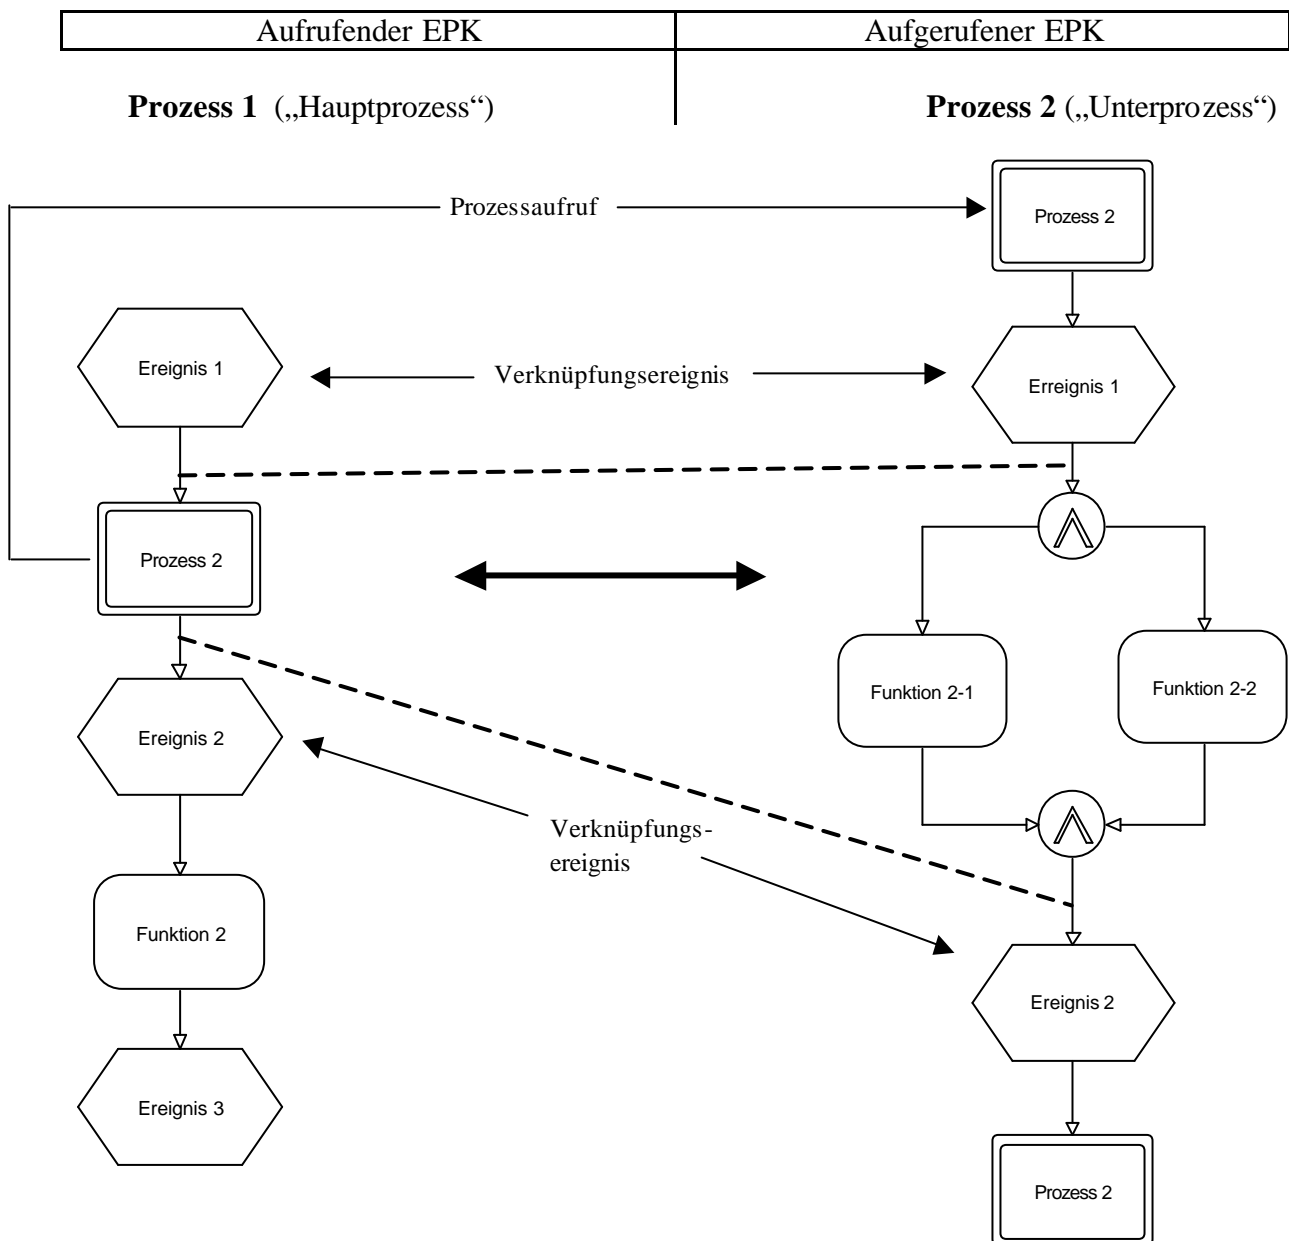 Aufrufender EPK
Aufgerufener EPK
Prozess 1 („Hauptprozess“)
Prozess 2 („Unterprozess“)
Prozessaufruf
Prozess 2
Ereignis 1
Verknüpfungsereignis
Erreignis 1
Prozess 2
Funktion 2-1
Funktion 2-2
Ereignis 2
Verknüpfungs-
ereignis
Funktion 2
Ereignis 2
Ereignis 3
Prozess 2